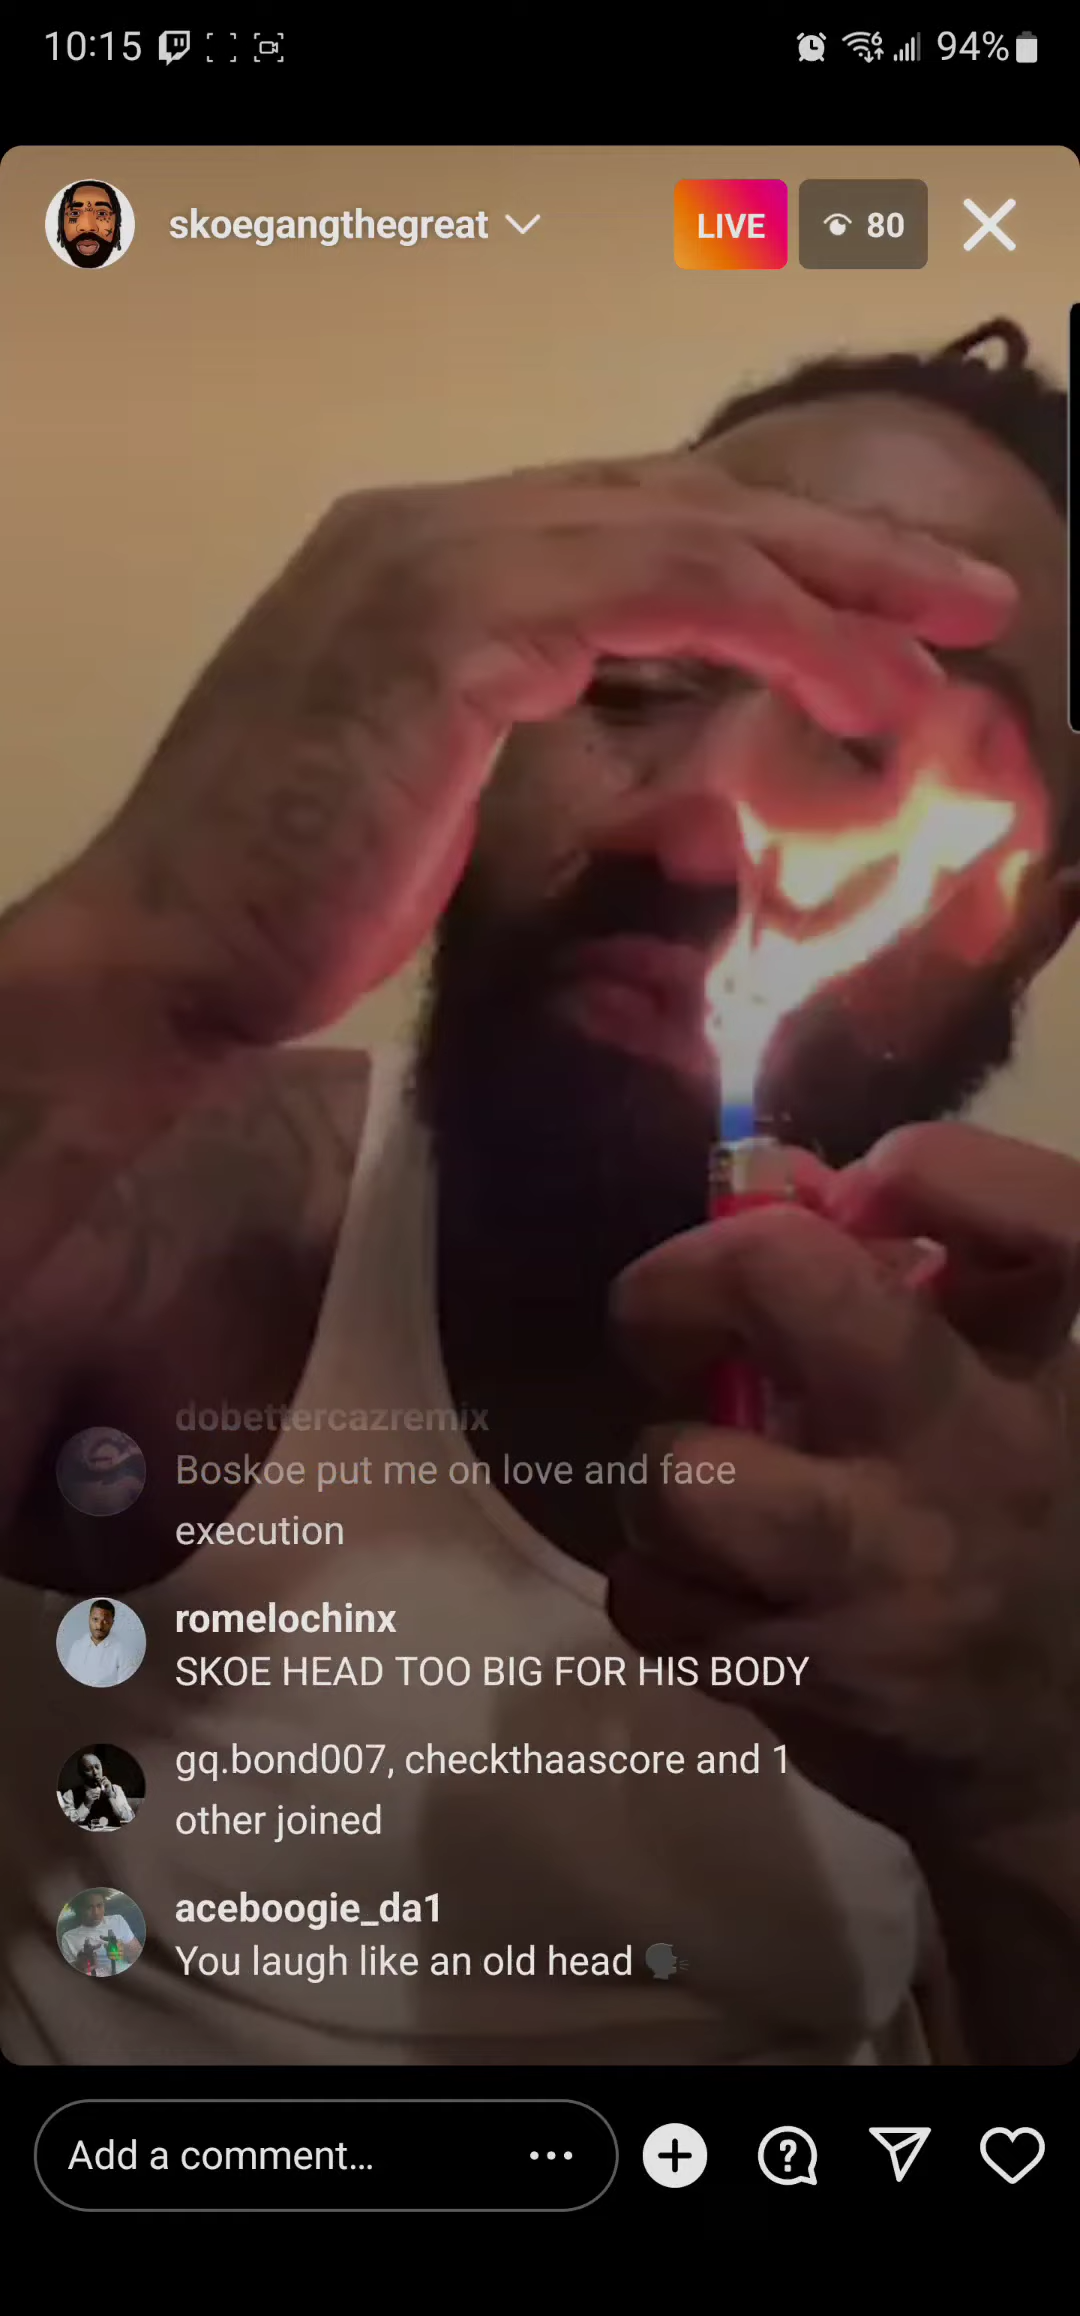 10:15
94%
skoegangthegreat
LIVE
80
dobettercazremix
Boskoe put me on love and face
execution
romelochinx
SKOE HEAD TOO BIG FOR HIS BODY
gq.bond007, checkthaascore and 1
other joined
aceboogie_da1
You laugh like an old head 🗣
Add a comment...